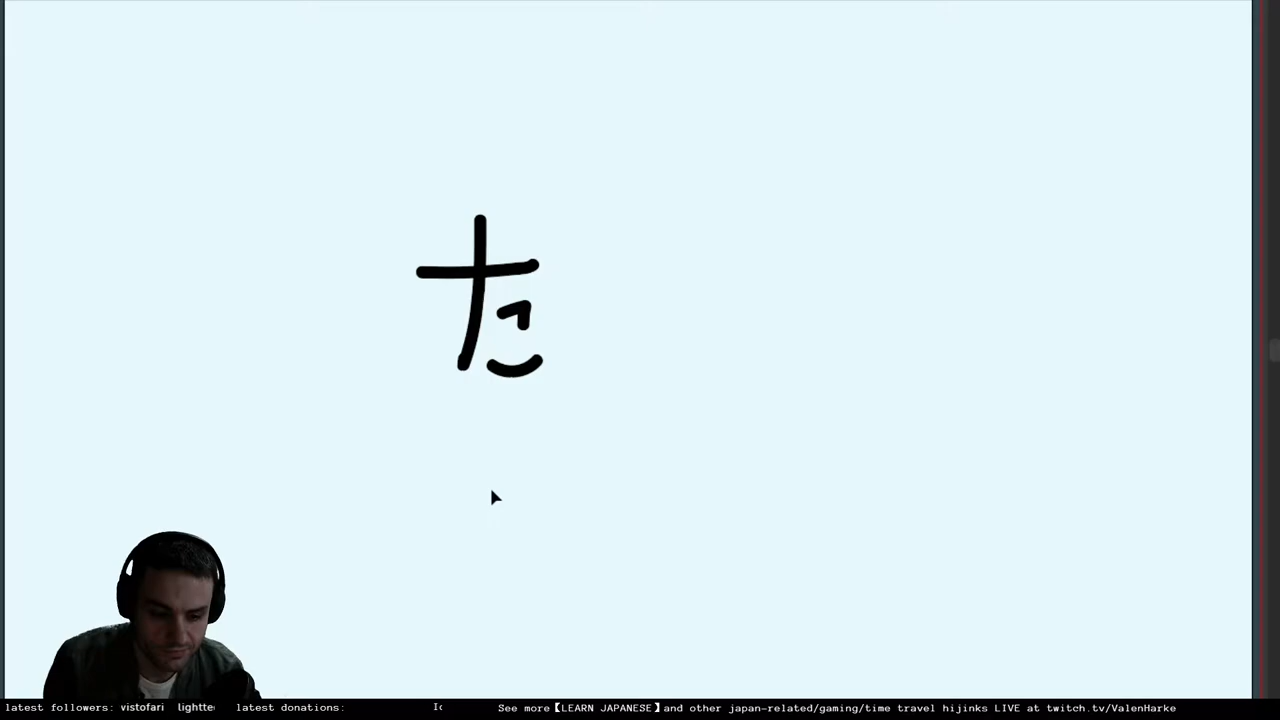 た
latest followers: vistofari lightte
latest donations:
See more【LEARN JAPANESE】and other japan-related/gaming/time travel hijinks LIVE at twitch.tv/ValenHarke